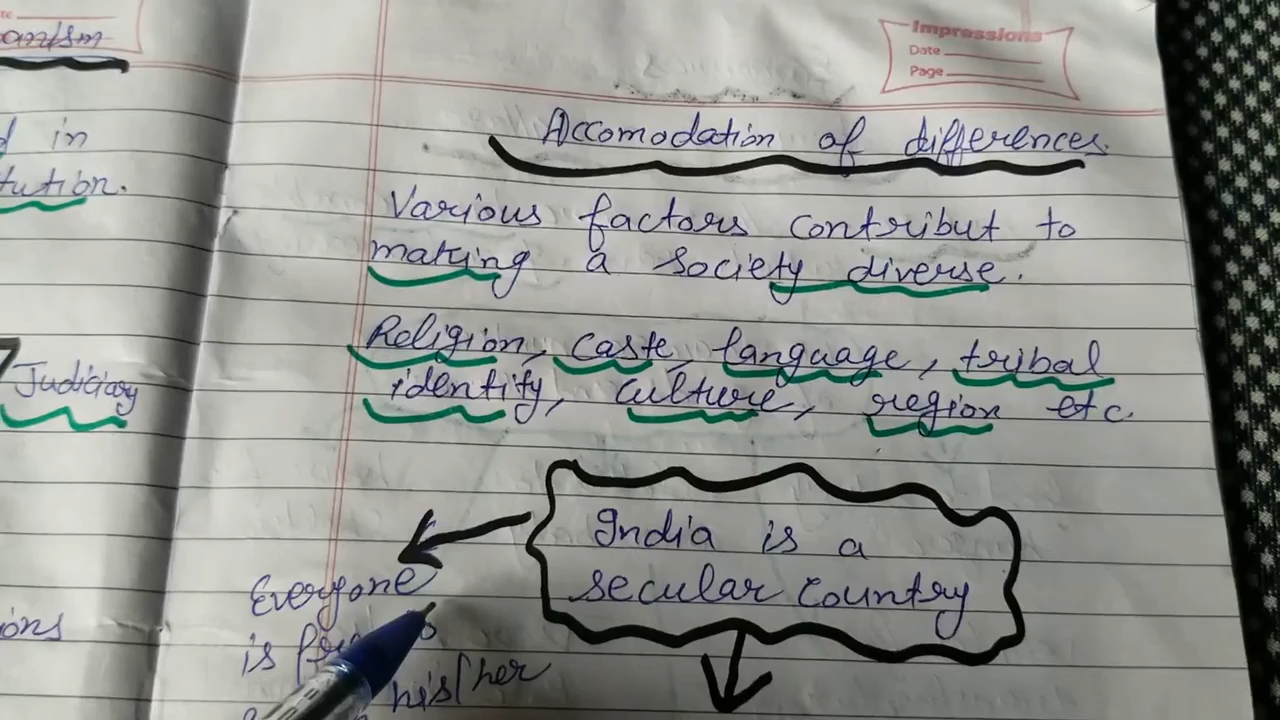 d in
tution.
Judiciary
ions
Impressions
Date
Page
Accomodation of differences.
Various factors contribut to
making a society diverse.
Religion, caste, language, tribal
identity, culture, region etc.
India is a
secular country
Everyone
is
his/her